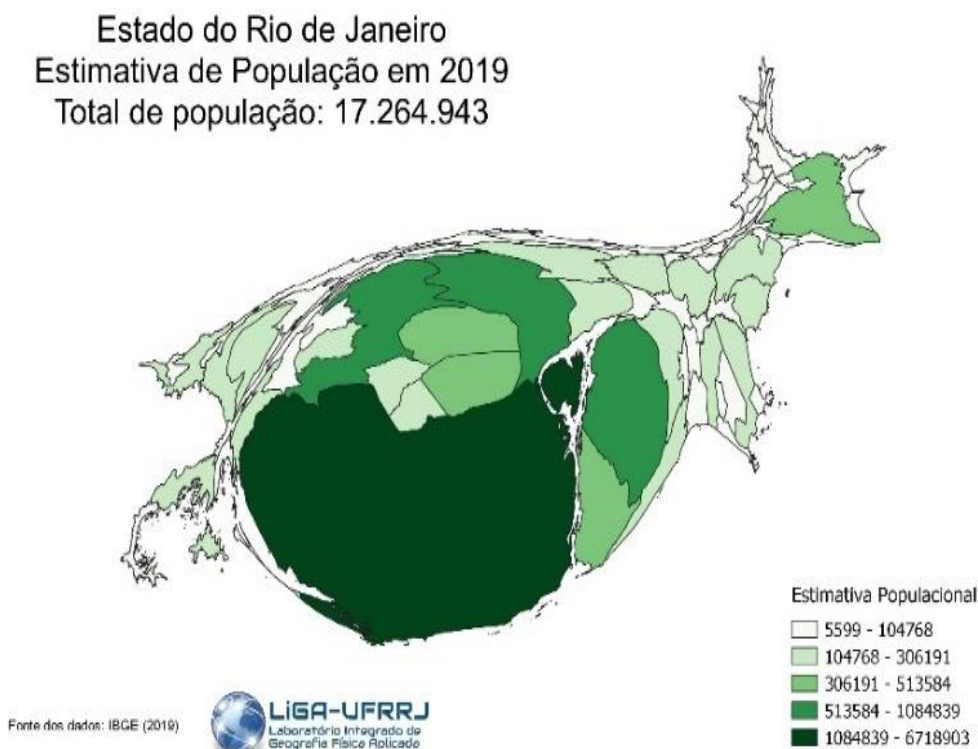 Estado do Rio de Janeiro
Estimativa de População em 2019
Total de população: 17.264.943
Estimativa Populacional
5599 - 104768
104768 - 306191
306191 - 513584
513584 - 1084839
1084839 - 6718903
Fonte dos dados: IBGE (2019)
LiGA-UFRRJ
Laboratório Integrado de
Geografia Física Aplicada